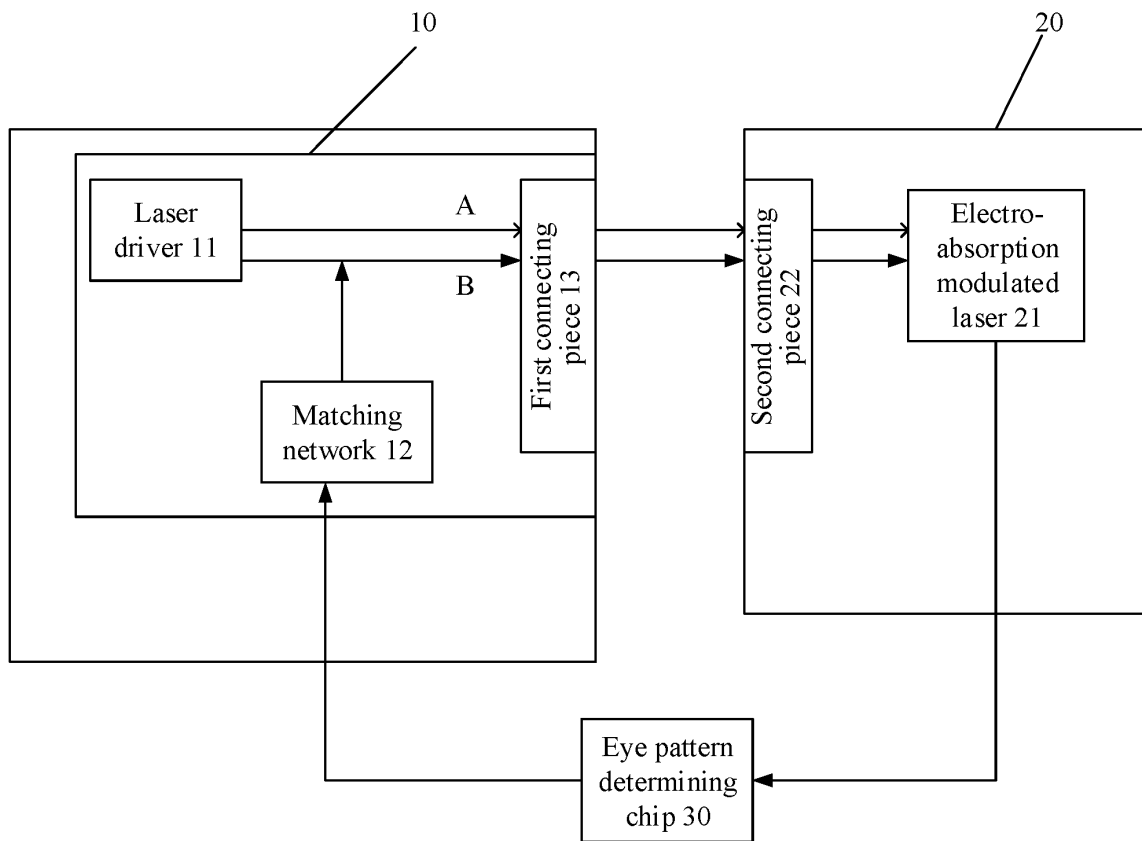 10
20
Laser
driver 11
A
B
First connecting
piece 13
Second connecting
piece 22
Electro-
absorption
modulated
laser 21
Matching
network 12
Eye pattern
determining
chip 30